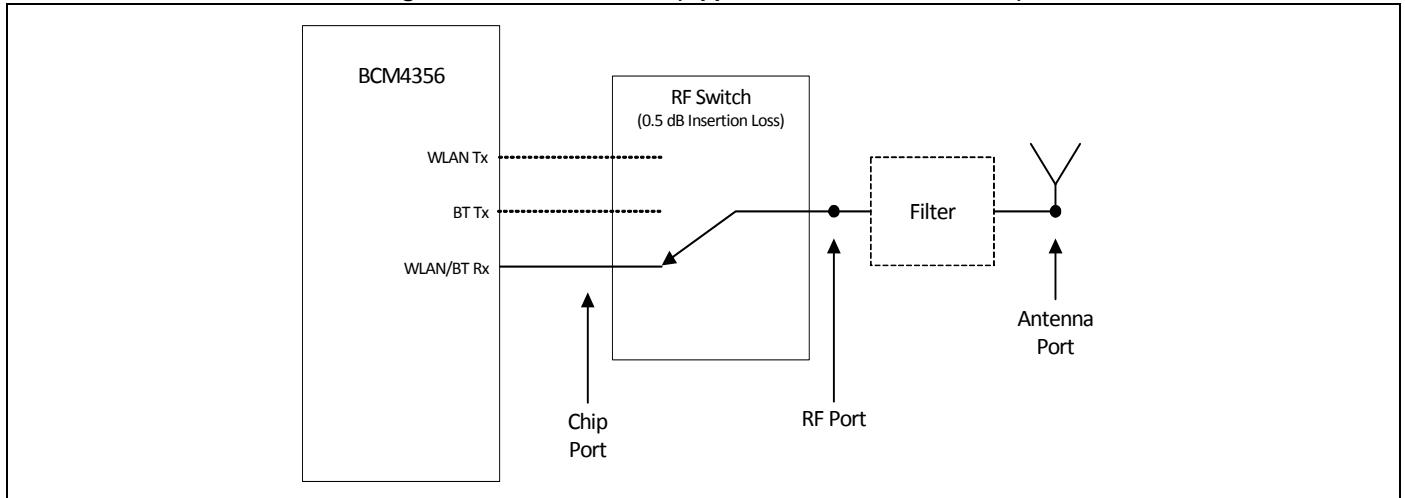 BCM4356
RF Switch
(0.5 dB Insertion Loss)
WLAN Tx
BT Tx
WLAN/BT Rx
Filter
Chip
Port
RF Port
Antenna
Port